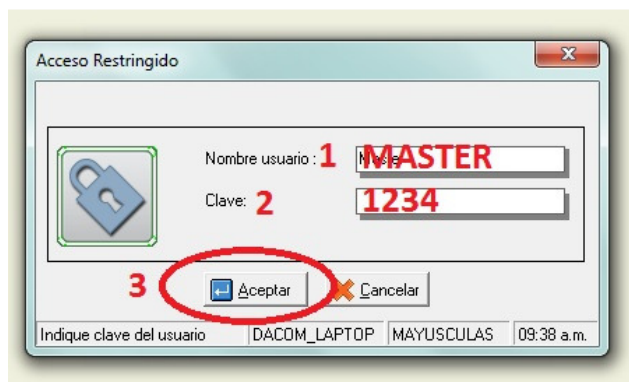 Acceso Restringido
x
Nombre usuario : 1 MASTER
Clave: 2 1234
3 Aceptar Cancelar
Indique clave del usuario DACOM_LAPTOP MAYUSCULAS 09:38 a.m.